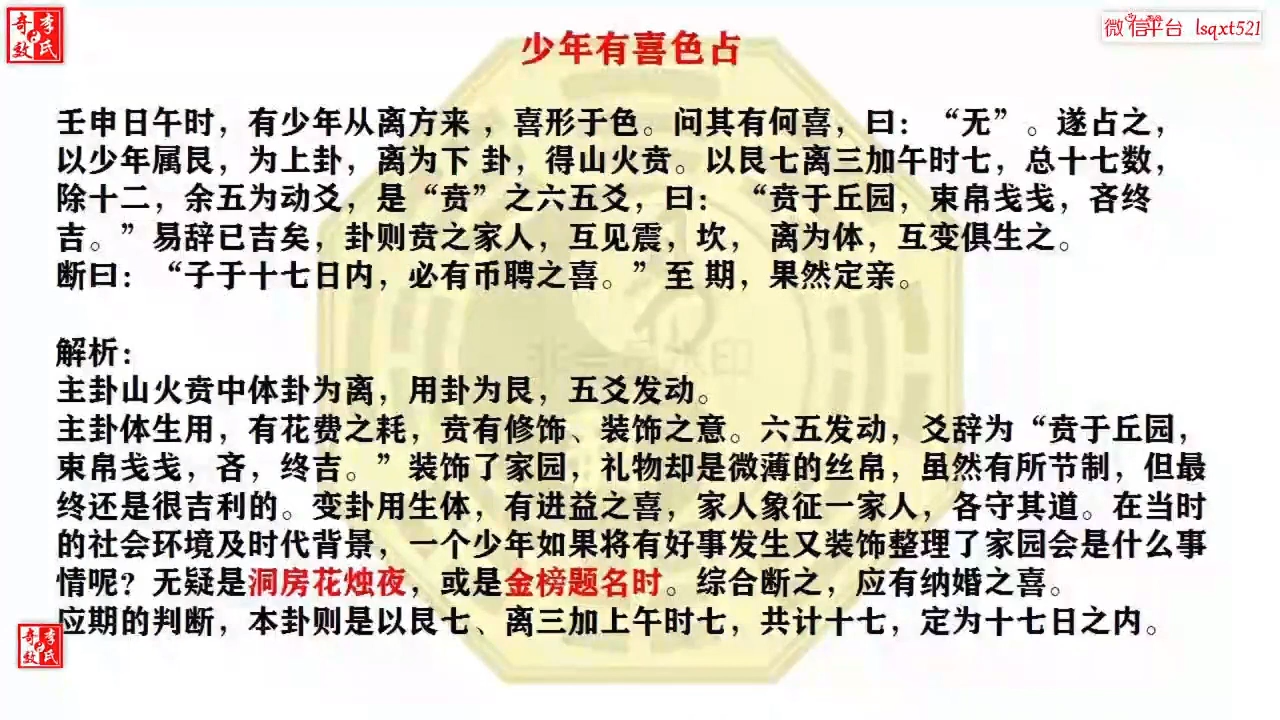 李氏奇门数
微信平台 lsqxt521
少年有喜色占
壬申日午时，有少年从离方来 ，喜形于色。问其有何喜，曰：“无”。遂占之，
以少年属艮，为上卦，离为下 卦，得山火贲。以艮七离三加午时七，总十七数，
除十二，余五为动爻，是“贲”之六五爻，曰：“贲于丘园，束帛戋戋，吝终
吉。”易辞已吉矣，卦则贲之家人，互见震，坎， 离为体，互变俱生之。
断曰：“子于十七日内，必有币聘之喜。”至 期，果然定亲。
解析：
主卦山火贲中体卦为离，用卦为艮，五爻发动。
主卦体生用，有花费之耗，贲有修饰、装饰之意。六五发动，爻辞为“贲于丘园，
束帛戋戋，吝，终吉。”装饰了家园，礼物却是微薄的丝帛，虽然有所节制，但最
终还是很吉利的。变卦用生体，有进益之喜，家人象征一家人，各守其道。在当时
的社会环境及时代背景，一个少年如果将有好事发生又装饰整理了家园会是什么事
情呢？无疑是洞房花烛夜，或是金榜题名时。综合断之，应有纳婚之喜。
应期的判断，本卦则是以艮七、离三加上午时七，共计十七，定为十七日之内。